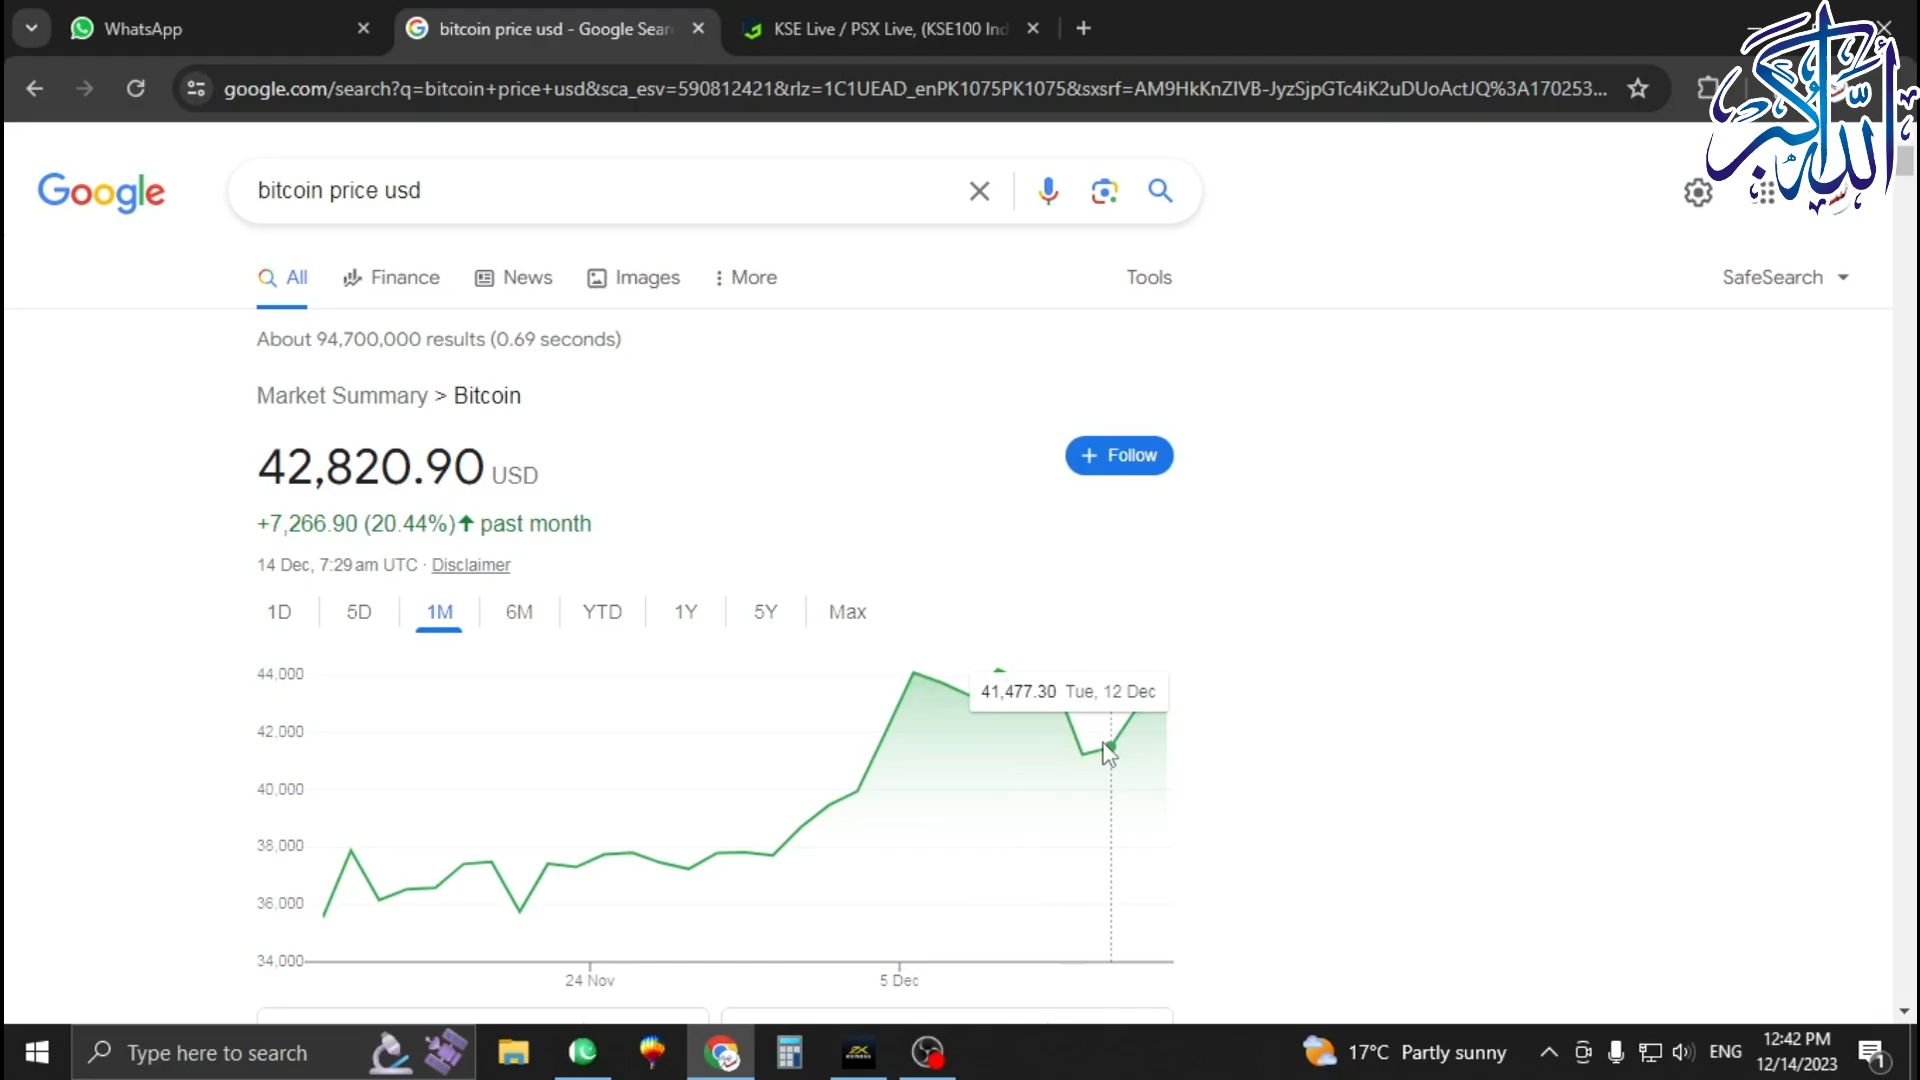 WhatsApp
bitcoin price usd - Google Sear
KSE Live / PSX Live, (KSE100 Ind
google.com/search?q=bitcoin+price+usd&sca_esv=590812421&rlz=1C1UEAD_enPK1075PK1075&sxsrf=AM9HkKnZIVB-JyzSjpGTc4iK2uDUoActJQ%3A170253...
الله أكبر
Google
bitcoin price usd
All
Finance
News
Images
More
Tools
SafeSearch
About 94,700,000 results (0.69 seconds)
Market Summary > Bitcoin
42,820.90 USD
+ Follow
+7,266.90 (20.44%) past month
14 Dec, 7:29 am UTC · Disclaimer
1D
5D
1M
6M
YTD
1Y
5Y
Max
44,000
41,477.30 Tue, 12 Dec
42,000
40,000
38,000
36,000
34,000
24 Nov
5 Dec
Type here to search
17°C Partly sunny
ENG
12:42 PM
12/14/2023
1